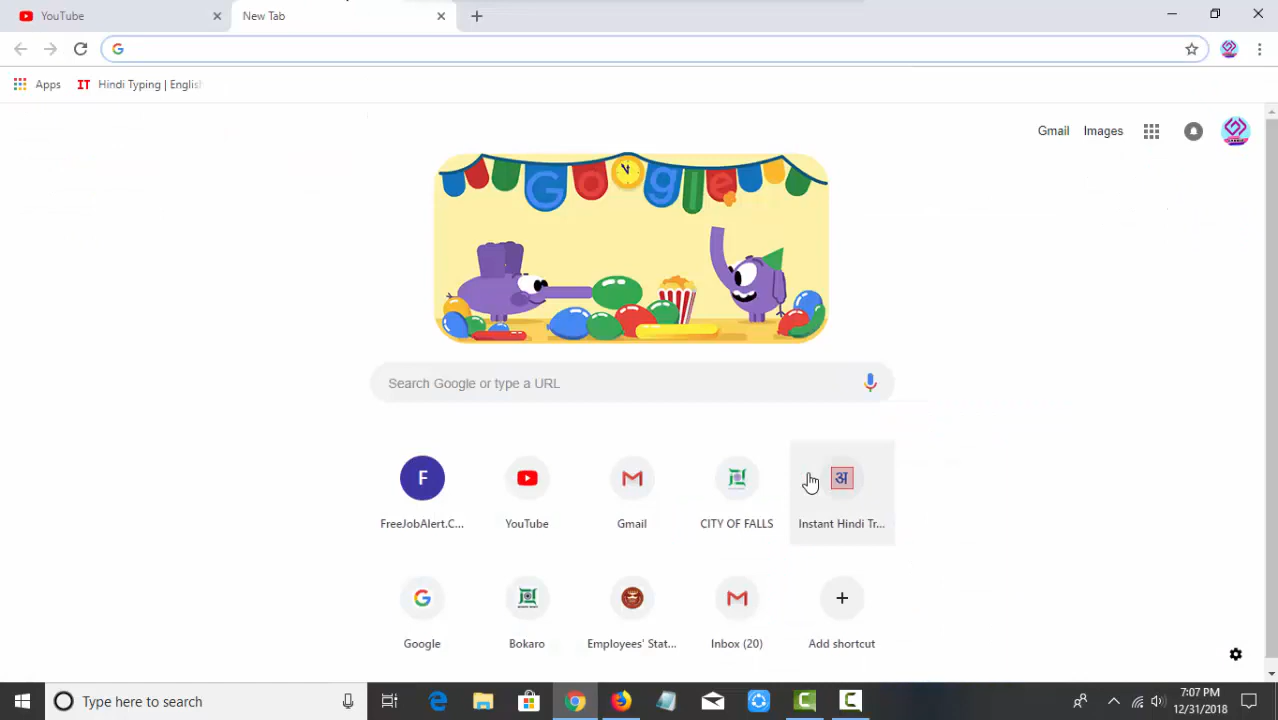 YouTube
New Tab
Apps
IT Hindi Typing | English
Gmail Images
Google
Search Google or type a URL
F अ
FreeJobAlert.C... YouTube Gmail CITY OF FALLS Instant Hindi Tr...
Google Bokaro Employees' Stat... Inbox (20) Add shortcut
Type here to search
7:07 PM
12/31/2018